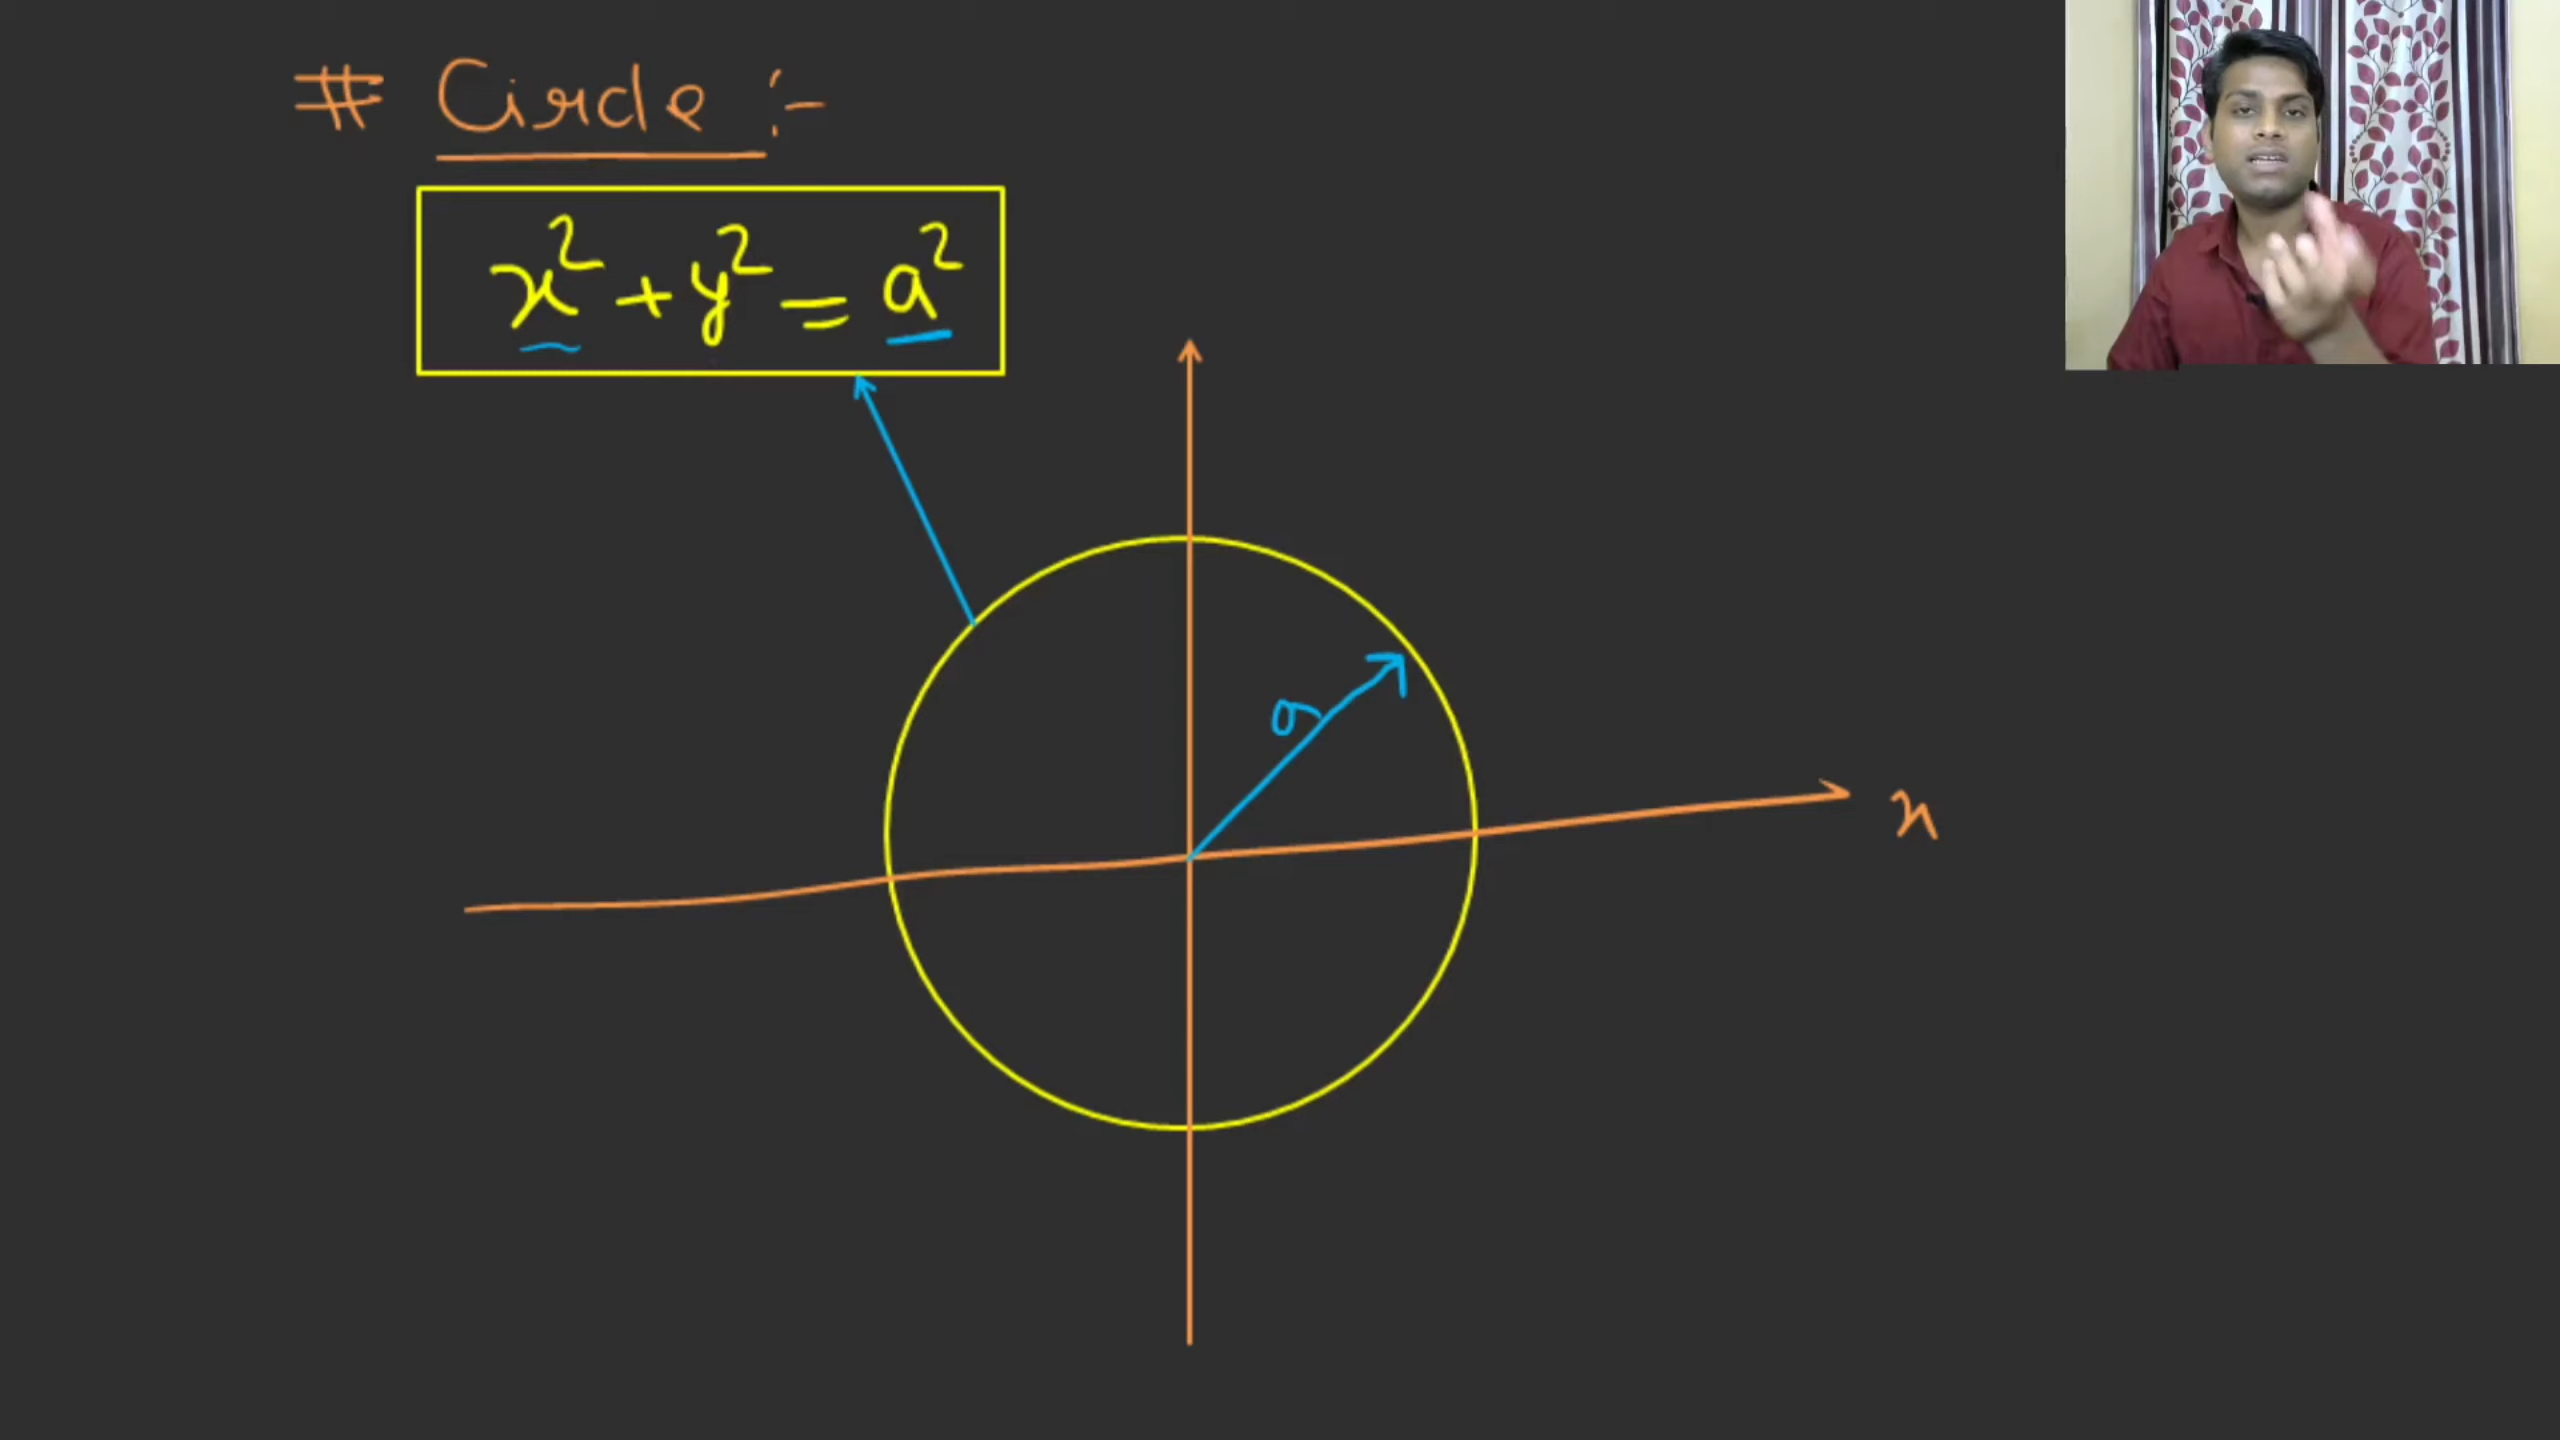 # Circle :-
x² + y² = a²
a
x